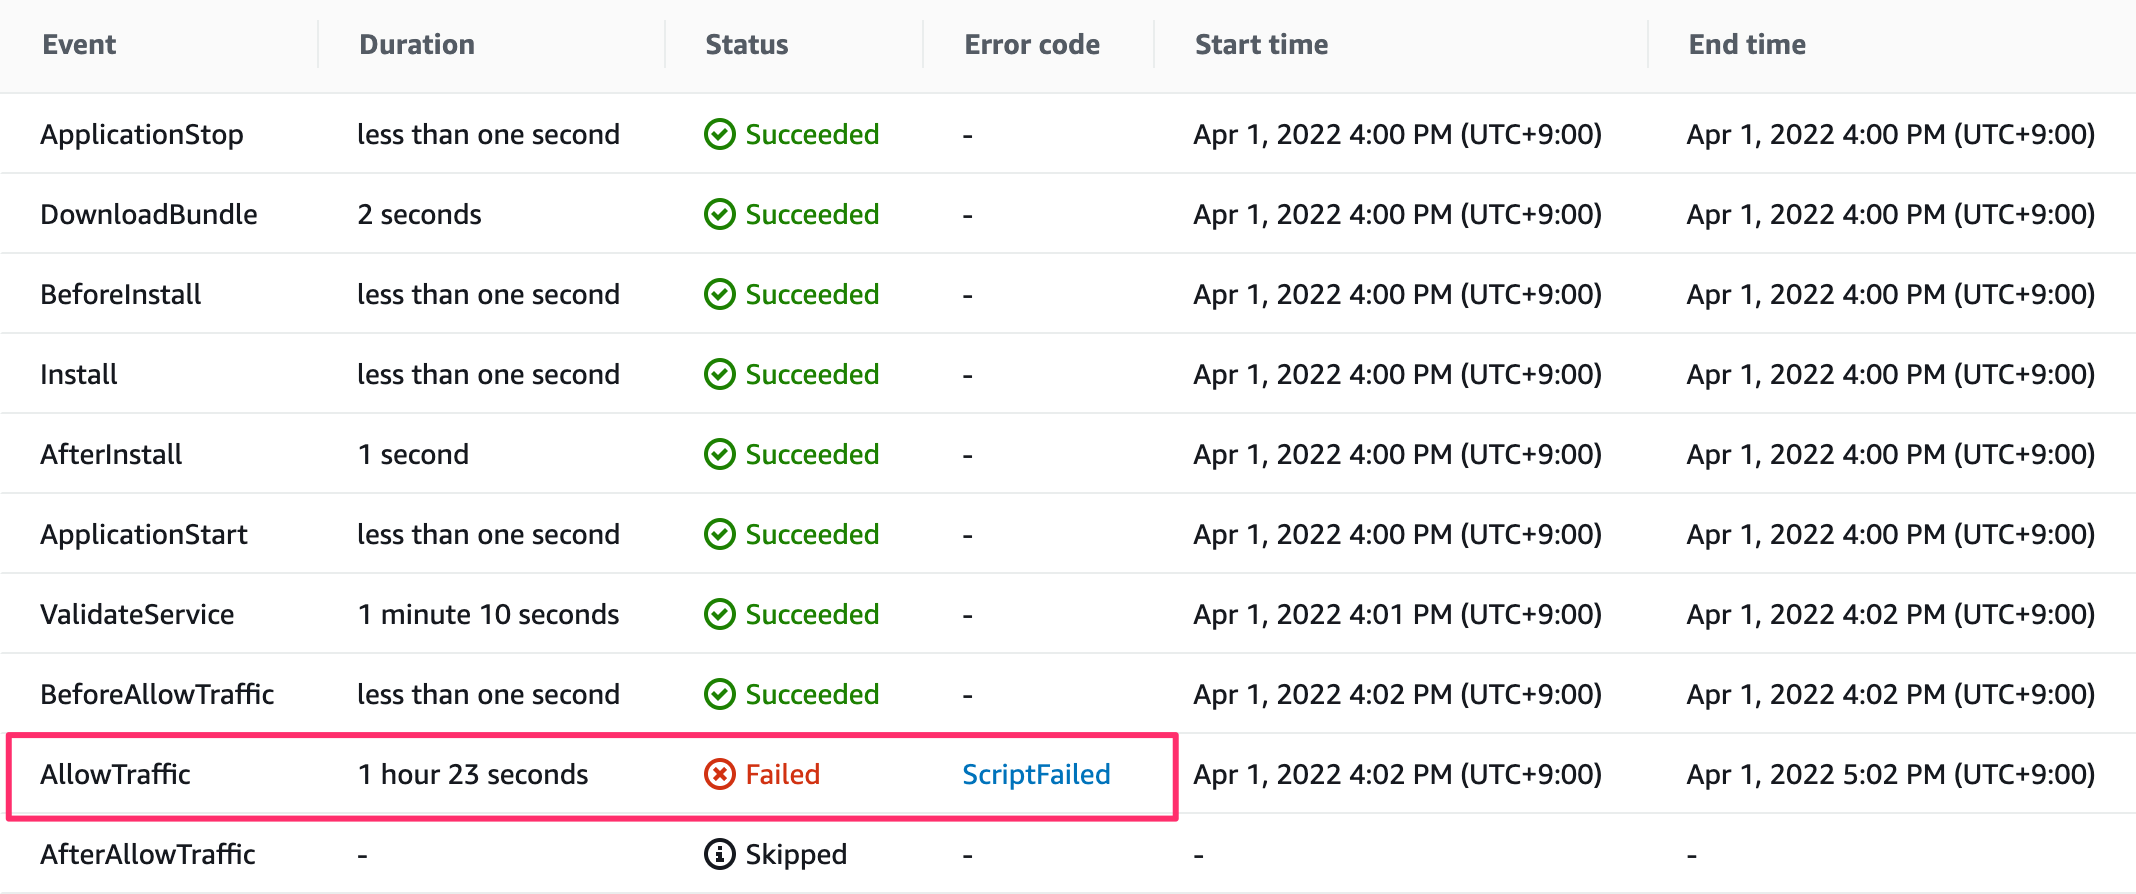 Event Duration Status Error code Start time End time
ApplicationStop less than one second Succeeded - Apr 1, 2022 4:00 PM (UTC+9:00) Apr 1, 2022 4:00 PM (UTC+9:00)
DownloadBundle 2 seconds Succeeded - Apr 1, 2022 4:00 PM (UTC+9:00) Apr 1, 2022 4:00 PM (UTC+9:00)
BeforeInstall less than one second Succeeded - Apr 1, 2022 4:00 PM (UTC+9:00) Apr 1, 2022 4:00 PM (UTC+9:00)
Install less than one second Succeeded - Apr 1, 2022 4:00 PM (UTC+9:00) Apr 1, 2022 4:00 PM (UTC+9:00)
AfterInstall 1 second Succeeded - Apr 1, 2022 4:00 PM (UTC+9:00) Apr 1, 2022 4:00 PM (UTC+9:00)
ApplicationStart less than one second Succeeded - Apr 1, 2022 4:00 PM (UTC+9:00) Apr 1, 2022 4:00 PM (UTC+9:00)
ValidateService 1 minute 10 seconds Succeeded - Apr 1, 2022 4:01 PM (UTC+9:00) Apr 1, 2022 4:02 PM (UTC+9:00)
BeforeAllowTraffic less than one second Succeeded - Apr 1, 2022 4:02 PM (UTC+9:00) Apr 1, 2022 4:02 PM (UTC+9:00)
AllowTraffic 1 hour 23 seconds Failed ScriptFailed Apr 1, 2022 4:02 PM (UTC+9:00) Apr 1, 2022 5:02 PM (UTC+9:00)
AfterAllowTraffic - Skipped - - -